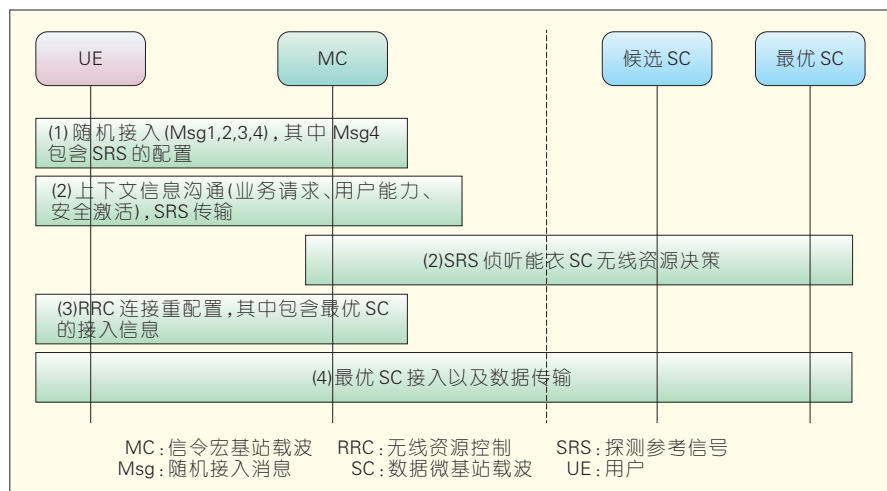 UE
MC
候选 SC
最优 SC
(1) 随机接入(Msg1,2,3,4),其中 Msg4
包含 SRS 的配置
(2)上下文信息沟通(业务请求、用户能力、
安全激活),SRS 传输
(2)SRS 侦听能衣 SC 无线资源决策
(3)RRC 连接重配置,其中包含最优 SC
的接入信息
(4)最优 SC 接入以及数据传输
MC:信令宏基站载波 RRC:无线资源控制 SRS:探测参考信号
Msg:随机接入消息 SC:数据微基站载波 UE:用户